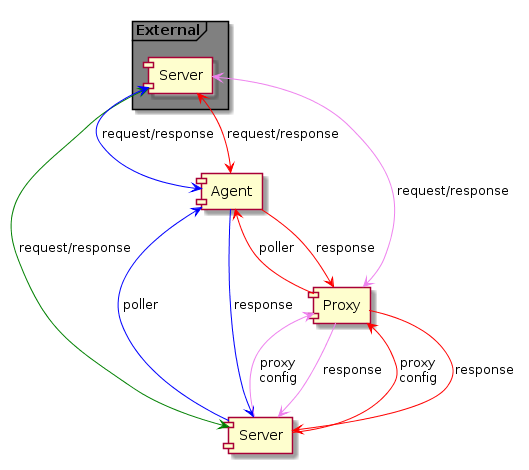 External
Server
request/response
request/response
Agent
request/response
request/response
poller
response
poller
response
Proxy
proxy
config
response
proxy
config
response
Server